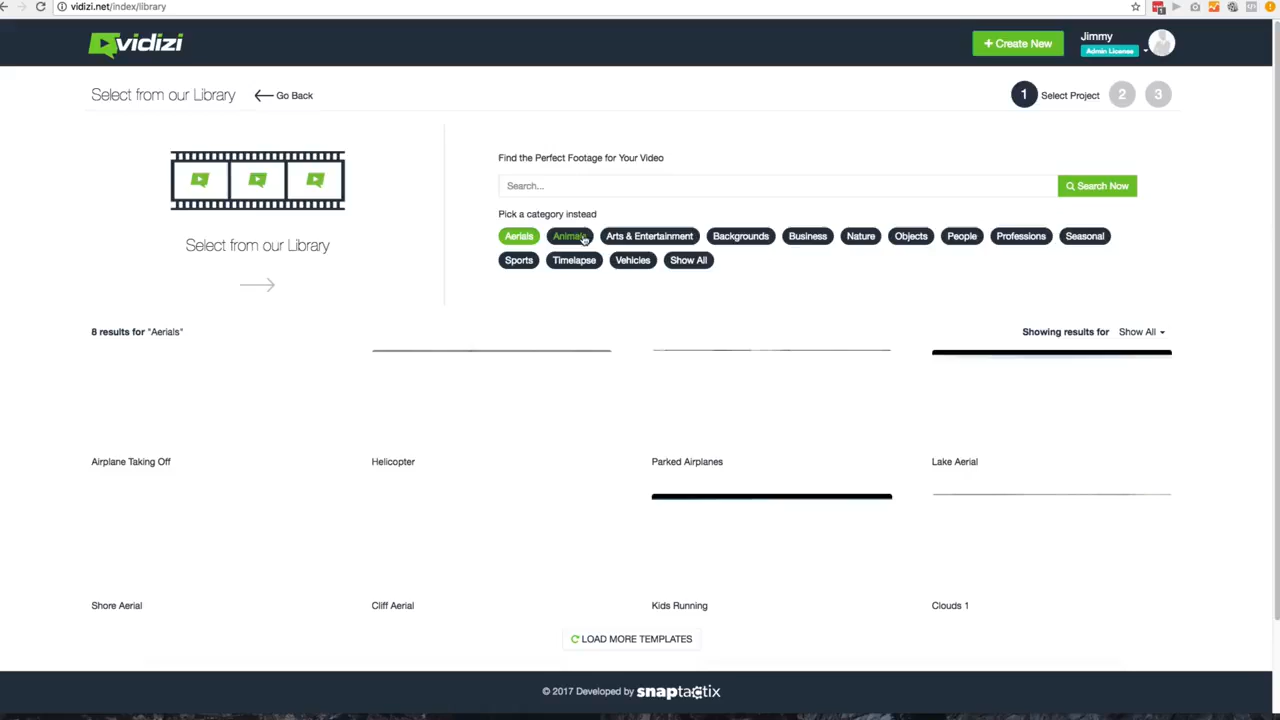 vidizi.net/index/library
vidizi
+ Create New
Jimmy
Admin License
Select from our Library
Go Back
1 Select Project 2 3
Find the Perfect Footage for Your Video
Search...
Search Now
Pick a category instead
Aerials Animals Arts & Entertainment Backgrounds Business Nature Objects People Professions Seasonal
Sports Timelapse Vehicles Show All
Select from our Library
8 results for "Aerials"
Showing results for Show All
Airplane Taking Off Helicopter Parked Airplanes Lake Aerial
Shore Aerial Cliff Aerial Kids Running Clouds 1
LOAD MORE TEMPLATES
© 2017 Developed by snaptactix